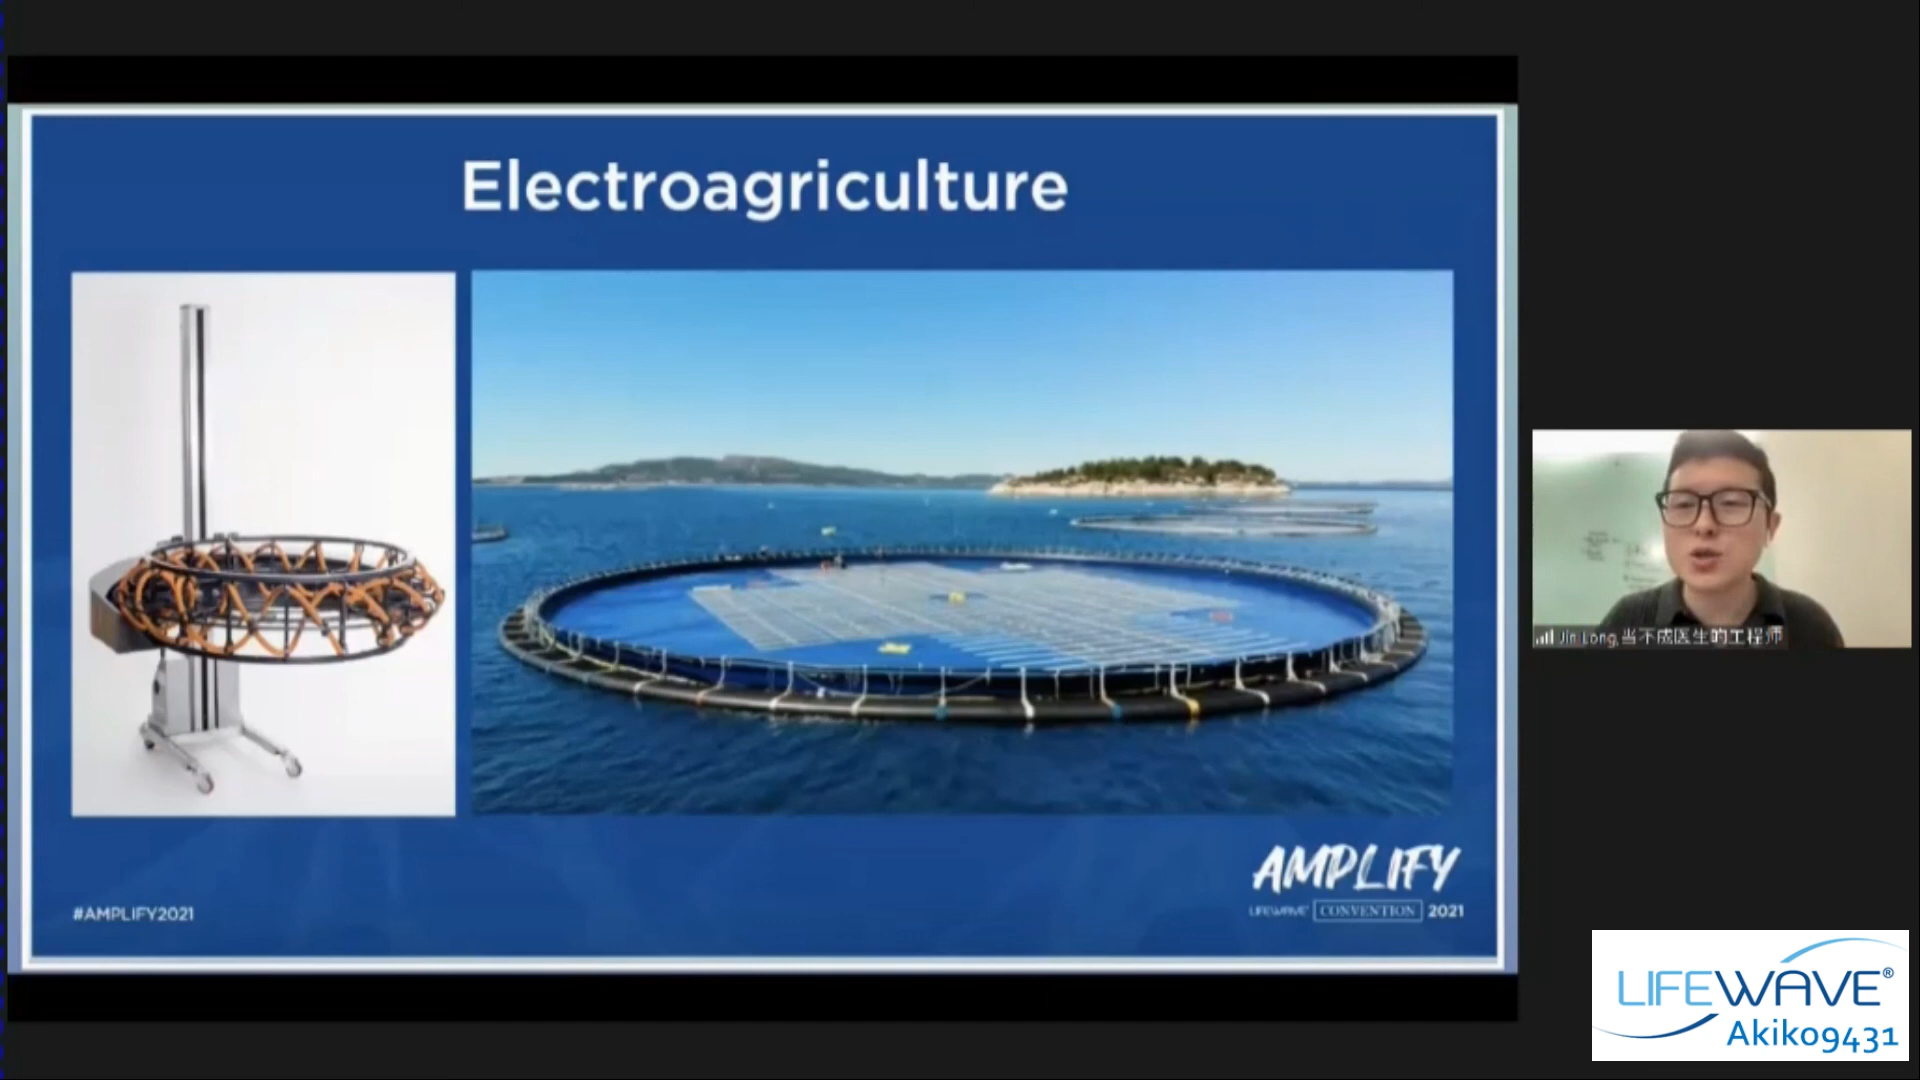 Electroagriculture
#AMPLIFY2021
AMPLIFY
LIFEWAVE® CONVENTION 2021
Jin Long,当不成医生的工程师
LIFEWAVE®
Akiko9431